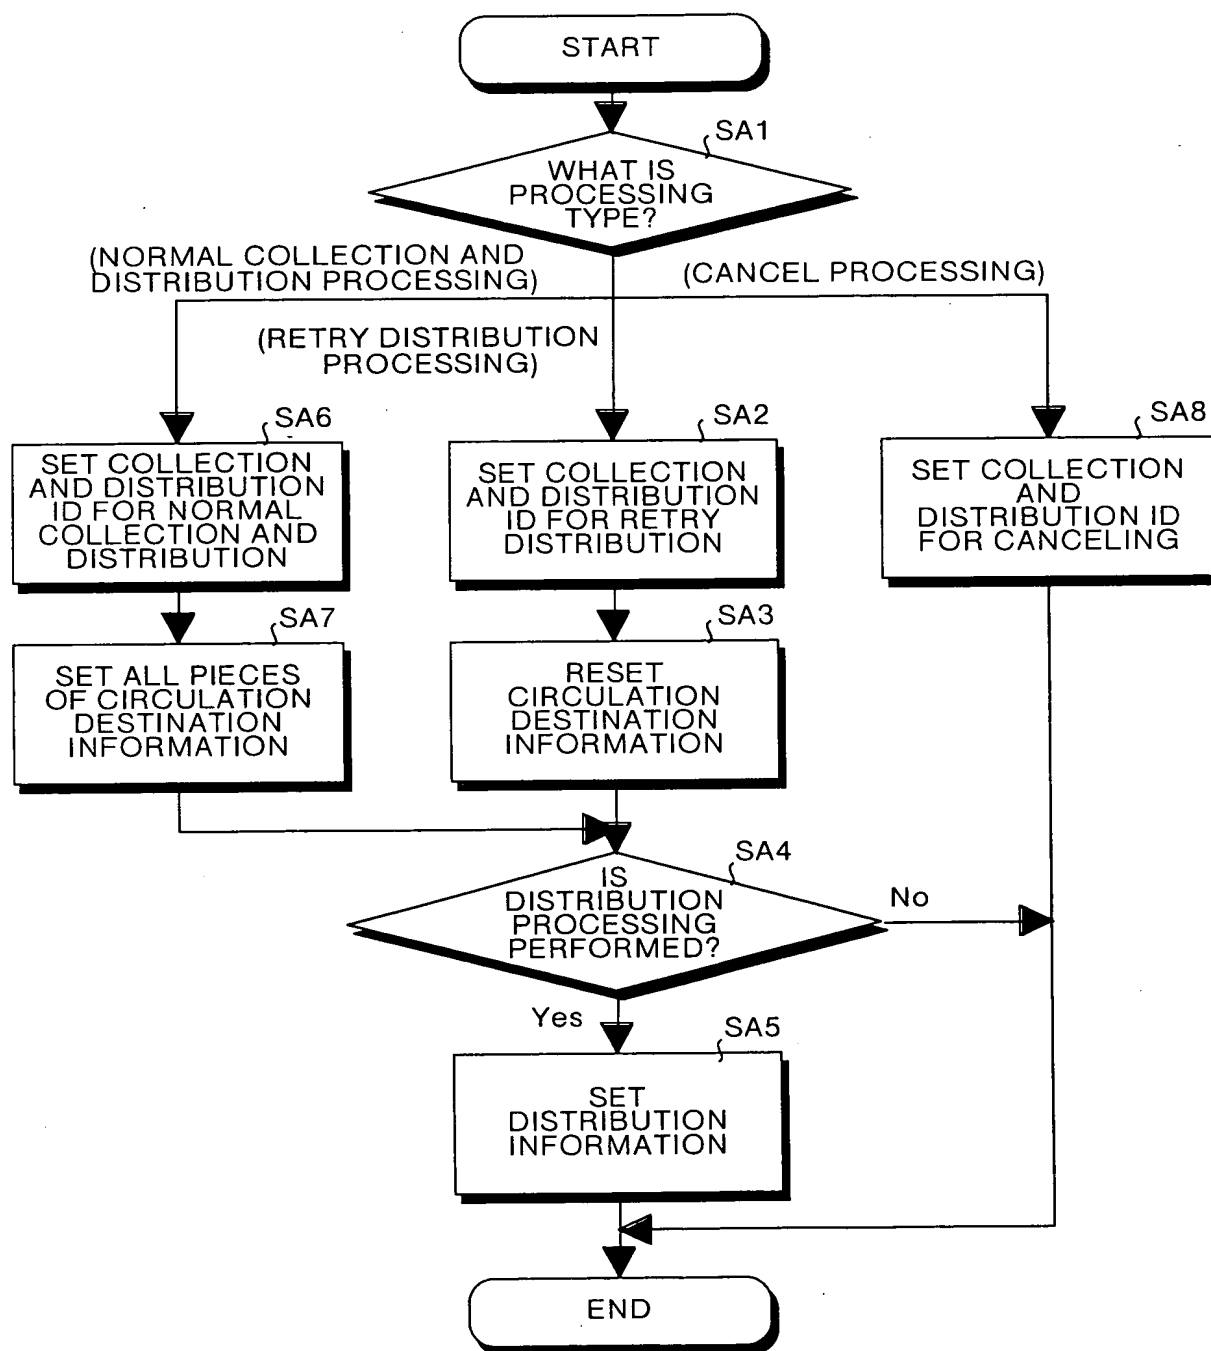 START
SA1
WHAT IS
PROCESSING
TYPE?
(NORMAL COLLECTION AND
DISTRIBUTION PROCESSING)
(CANCEL PROCESSING)
(RETRY DISTRIBUTION
PROCESSING)
SA6
SET COLLECTION
AND DISTRIBUTION
ID FOR NORMAL
COLLECTION AND
DISTRIBUTION
SA2
SET COLLECTION
AND DISTRIBUTION
ID FOR RETRY
DISTRIBUTION
SA8
SET COLLECTION
AND
DISTRIBUTION ID
FOR CANCELING
SA7
SET ALL PIECES
OF CIRCULATION
DESTINATION
INFORMATION
SA3
RESET
CIRCULATION
DESTINATION
INFORMATION
SA4
IS
DISTRIBUTION
PROCESSING
PERFORMED?
No
Yes
SA5
SET
DISTRIBUTION
INFORMATION
END